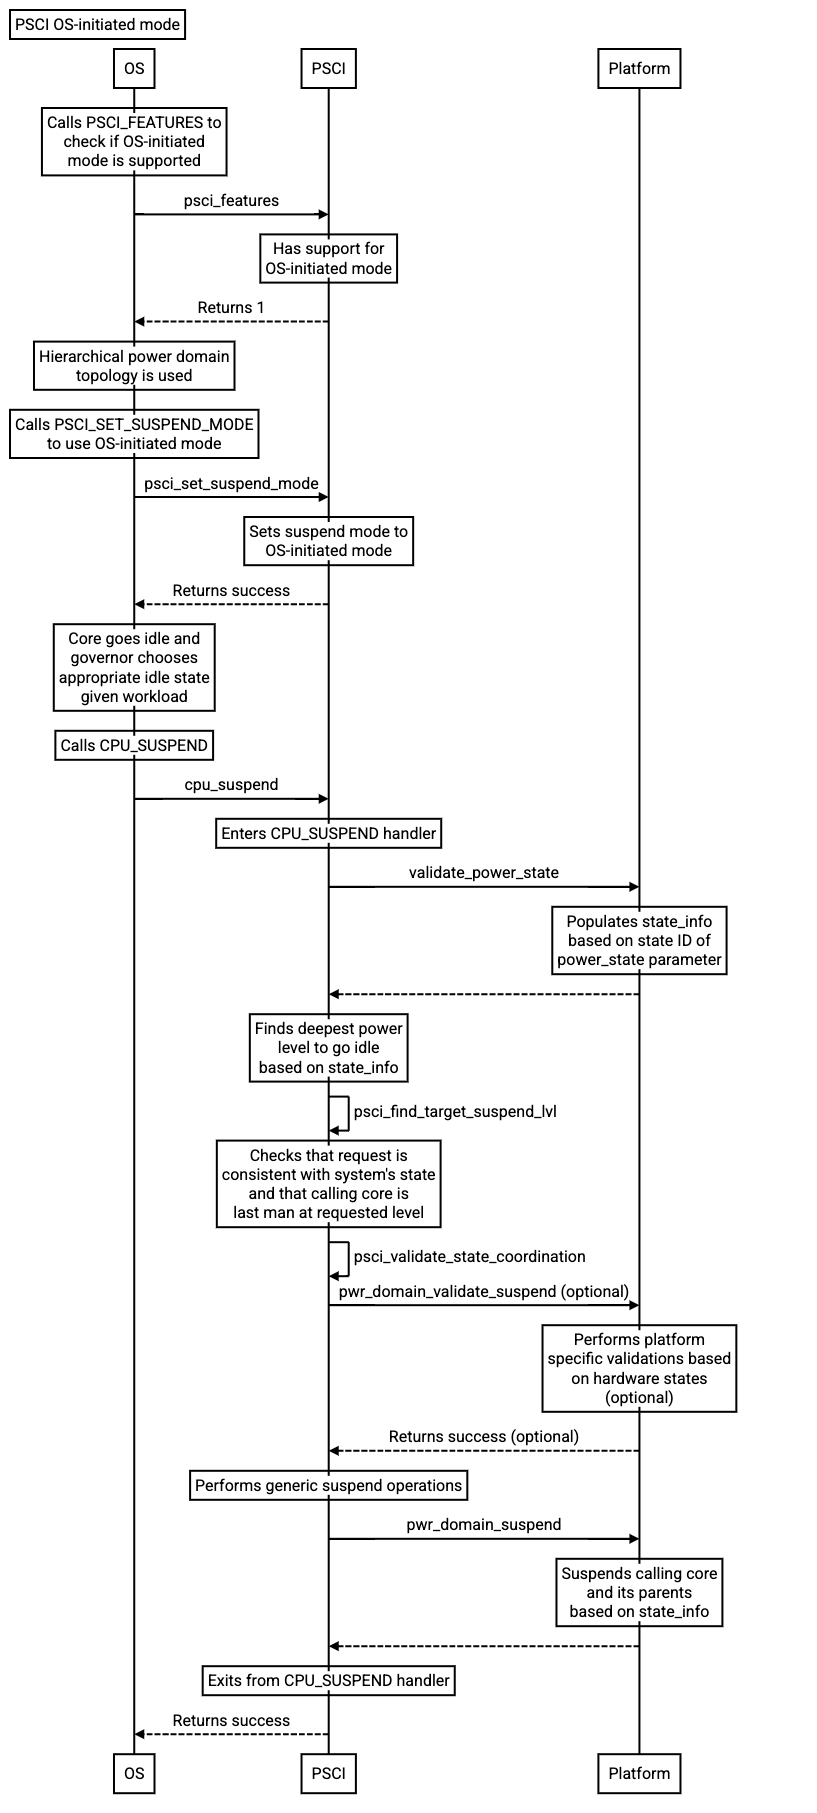 PSCI OS-initiated mode
OS
PSCI
Platform
Calls PSCI_FEATURES to
check if OS-initiated
mode is supported
psci_features
Has support for
OS-initiated mode
Returns 1
Hierarchical power domain
topology is used
Calls PSCI_SET_SUSPEND_MODE
to use OS-initiated mode
psci_set_suspend_mode
Sets suspend mode to
OS-initiated mode
Returns success
Core goes idle and
governor chooses
appropriate idle state
given workload
Calls CPU_SUSPEND
cpu_suspend
Enters CPU_SUSPEND handler
validate_power_state
Populates state_info
based on state ID of
power_state parameter
Finds deepest power
level to go idle
based on state_info
psci_find_target_suspend_lvl
Checks that request is
consistent with system's state
and that calling core is
last man at requested level
psci_validate_state_coordination
pwr_domain_validate_suspend (optional)
Performs platform
specific validations based
on hardware states
(optional)
Returns success (optional)
Performs generic suspend operations
pwr_domain_suspend
Suspends calling core
and its parents
based on state_info
Exits from CPU_SUSPEND handler
Returns success
OS
PSCI
Platform